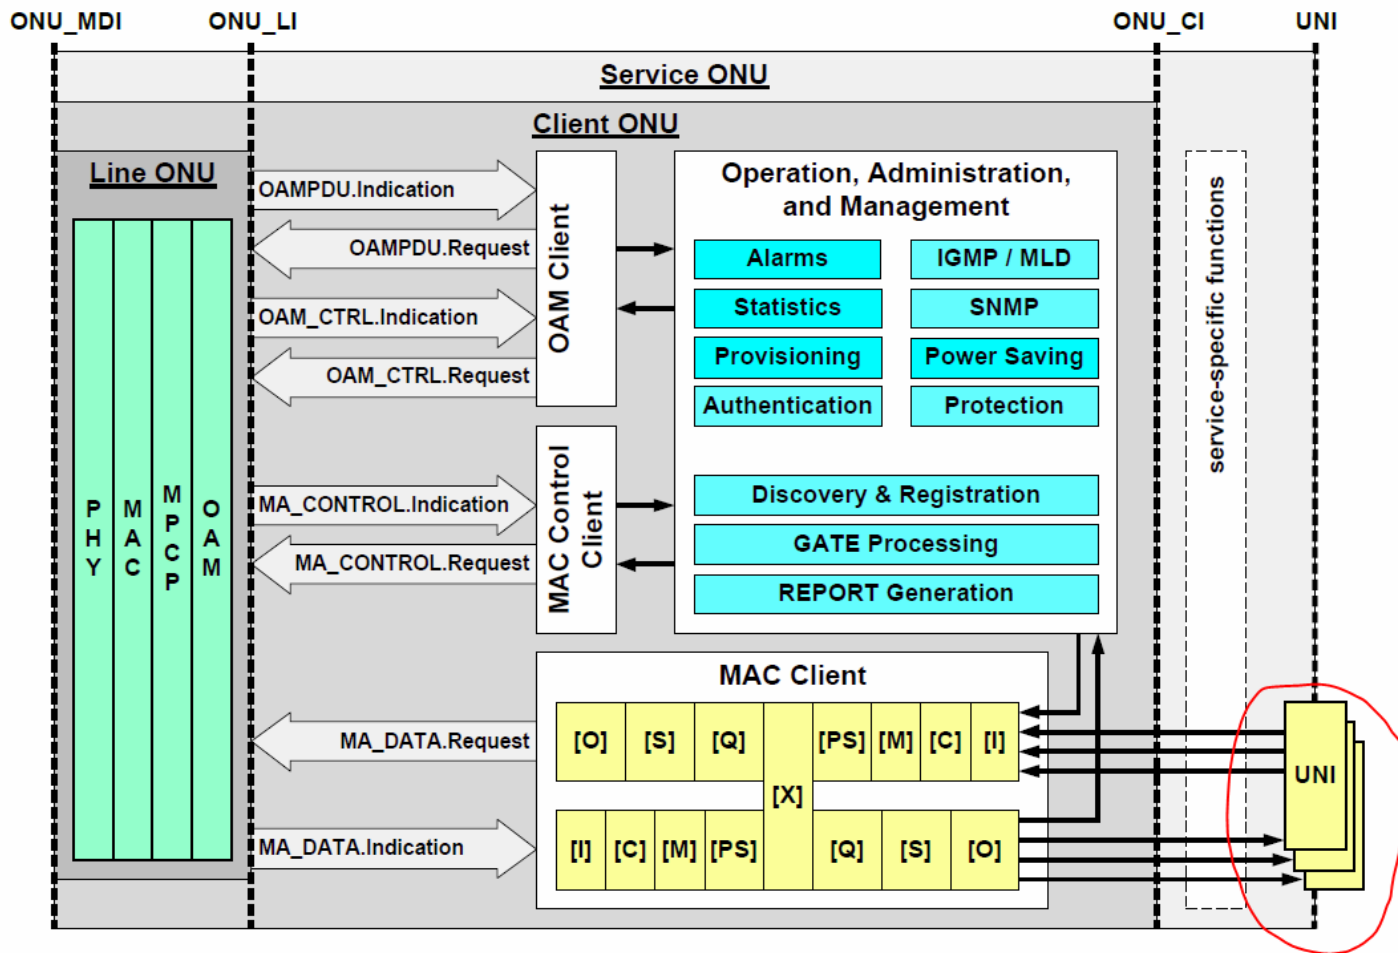 ONU_MDI
ONU_LI
ONU_CI
UNI
Service ONU
Client ONU
Line ONU
PHY
MAC
MPCP
OAM
OAMPDU.Indication
OAMPDU.Request
OAM_CTRL.Indication
OAM_CTRL.Request
OAM Client
MA_CONTROL.Indication
MA_CONTROL.Request
MAC Control
Client
Operation, Administration,
and Management
Alarms
IGMP / MLD
Statistics
SNMP
Provisioning
Power Saving
Authentication
Protection
Discovery & Registration
GATE Processing
REPORT Generation
service-specific functions
MAC Client
MA_DATA.Request
[O] [S] [Q] [PS] [M] [C] [I]
[X]
MA_DATA.Indication
[I] [C] [M] [PS] [Q] [S] [O]
UNI